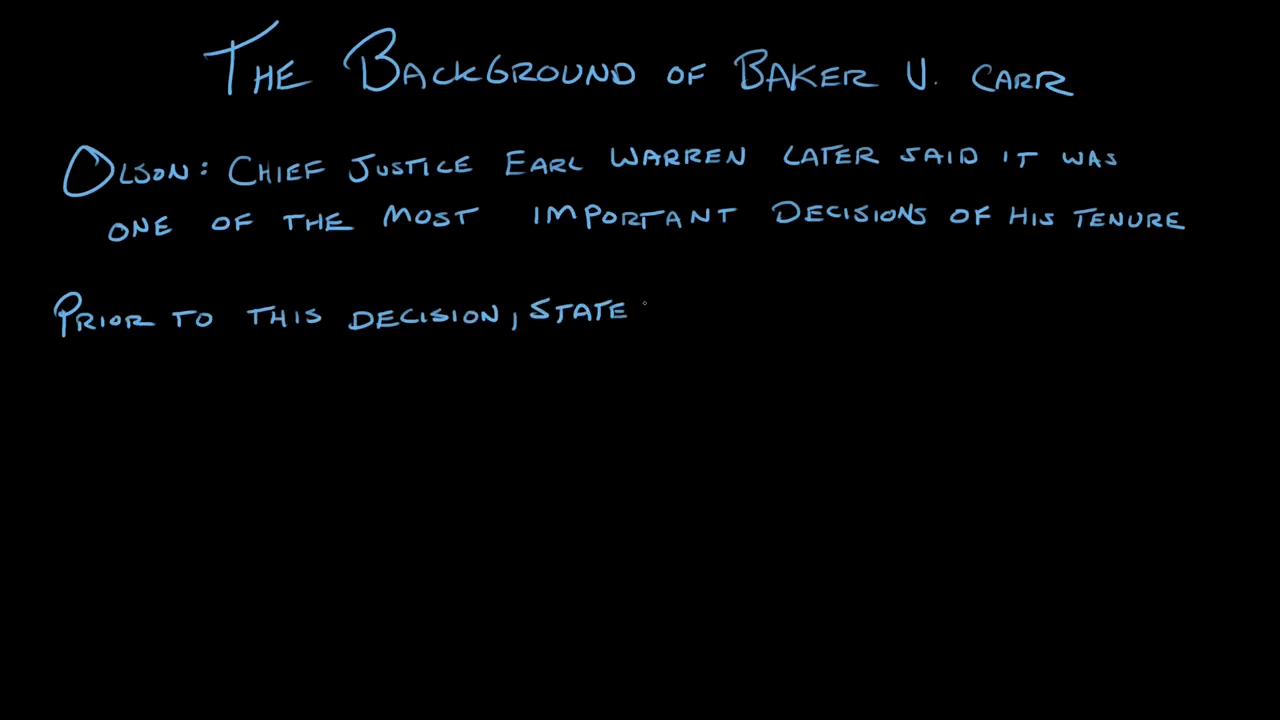 THE BACKGROUND OF BAKER V. CARR
OLSON: CHIEF JUSTICE EARL WARREN LATER SAID IT WAS
ONE OF THE MOST IMPORTANT DECISIONS OF HIS TENURE
PRIOR TO THIS DECISION, STATE